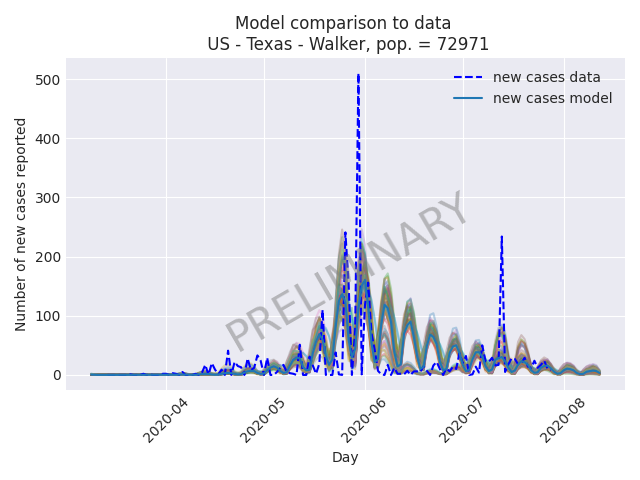 Model comparison to data
US - Texas - Walker, pop. = 72971
new cases data
new cases model
PRELIMINARY
Number of new cases reported
500
400
300
200
100
0
2020-04
2020-05
2020-06
2020-07
2020-08
Day